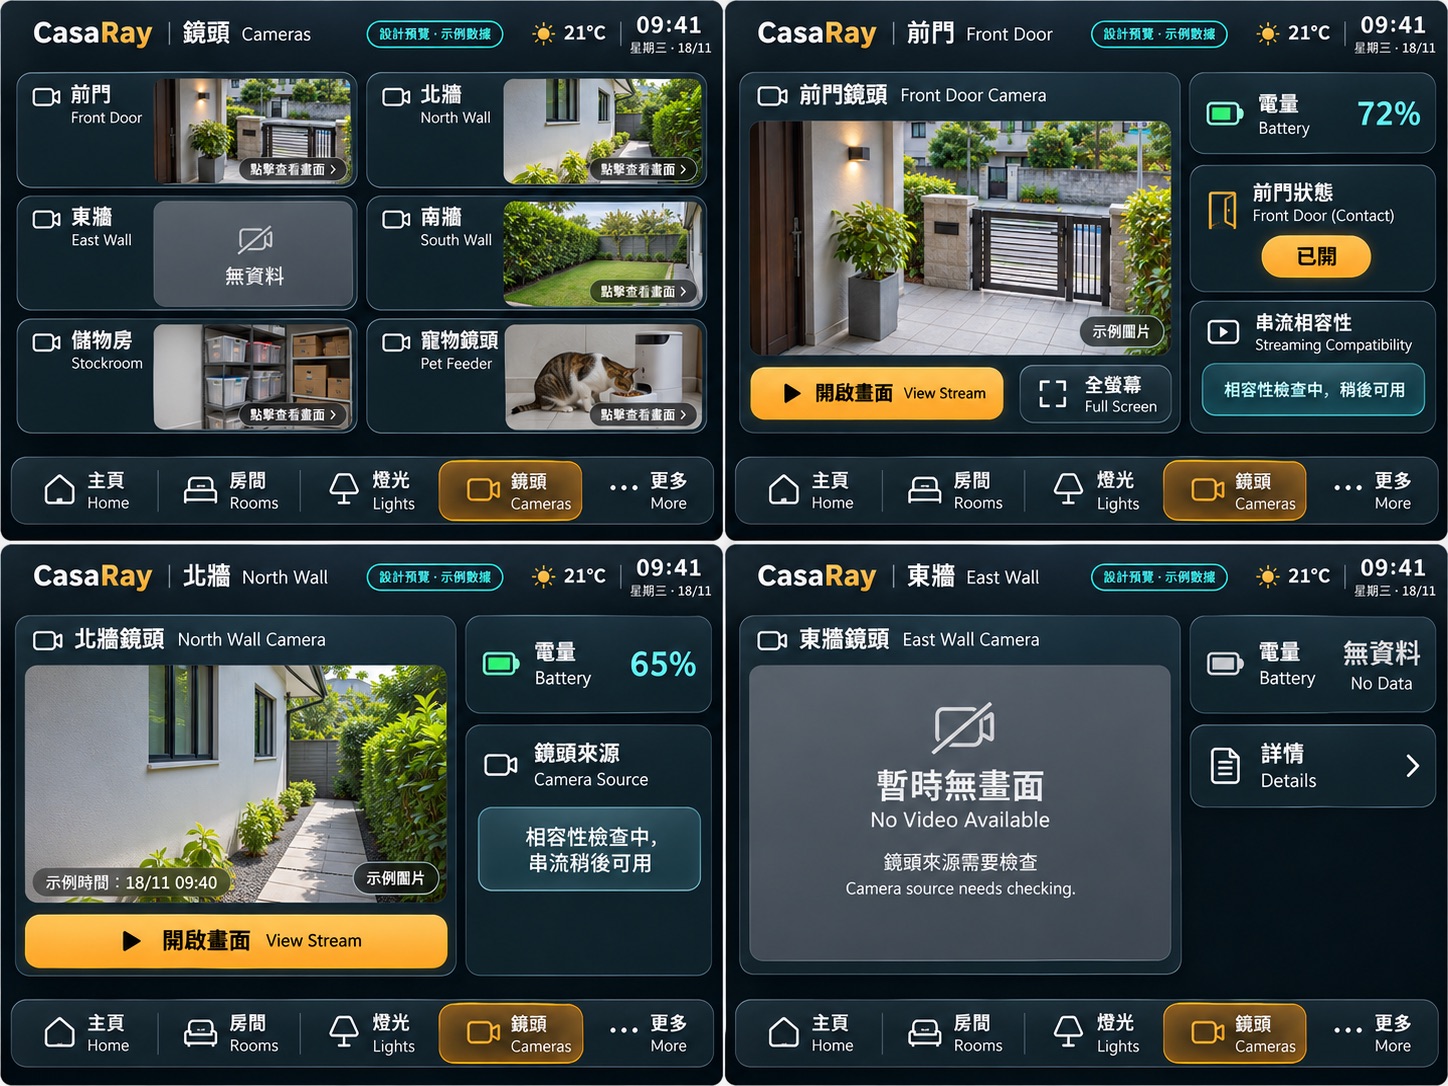 CasaRay 鏡頭 Cameras
設計預覽 · 示例數據
21°C
09:41
星期三 · 18/11
前門
Front Door
點擊查看畫面 >
北牆
North Wall
點擊查看畫面 >
東牆
East Wall
無資料
南牆
South Wall
點擊查看畫面 >
儲物房
Stockroom
點擊查看畫面 >
寵物鏡頭
Pet Feeder
點擊查看畫面 >
主頁
Home
房間
Rooms
燈光
Lights
鏡頭
Cameras
更多
More
CasaRay 前門 Front Door
設計預覽 · 示例數據
21°C
09:41
星期三 · 18/11
前門鏡頭 Front Door Camera
示例圖片
開啟畫面 View Stream
全螢幕
Full Screen
電量
Battery
72%
前門狀態
Front Door (Contact)
已開
串流相容性
Streaming Compatibility
相容性檢查中，稍後可用
主頁
Home
房間
Rooms
燈光
Lights
鏡頭
Cameras
更多
More
CasaRay 北牆 North Wall
設計預覽 · 示例數據
21°C
09:41
星期三 · 18/11
北牆鏡頭 North Wall Camera
示例時間：18/11 09:40
示例圖片
開啟畫面 View Stream
電量
Battery
65%
鏡頭來源
Camera Source
相容性檢查中，
串流稍後可用
主頁
Home
房間
Rooms
燈光
Lights
鏡頭
Cameras
更多
More
CasaRay 東牆 East Wall
設計預覽 · 示例數據
21°C
09:41
星期三 · 18/11
東牆鏡頭 East Wall Camera
暫時無畫面
No Video Available
鏡頭來源需要檢查
Camera source needs checking.
電量
Battery
無資料
No Data
詳情
Details
主頁
Home
房間
Rooms
燈光
Lights
鏡頭
Cameras
更多
More